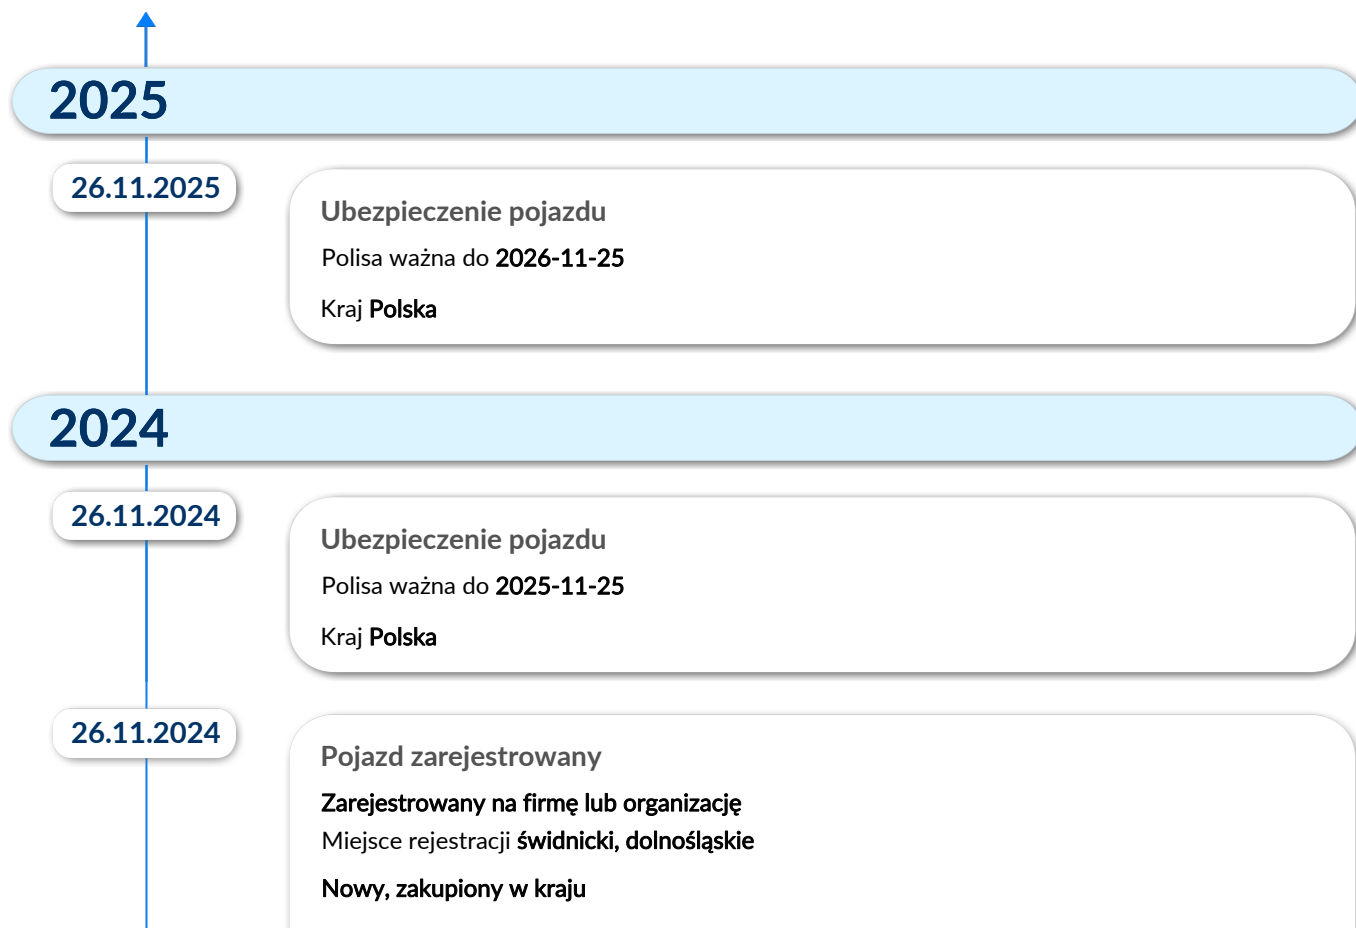 2025
26.11.2025
Ubezpieczenie pojazdu
Polisa ważna do 2026-11-25
Kraj Polska
2024
26.11.2024
Ubezpieczenie pojazdu
Polisa ważna do 2025-11-25
Kraj Polska
26.11.2024
Pojazd zarejestrowany
Zarejestrowany na firmę lub organizację
Miejsce rejestracji świdnicki, dolnośląskie
Nowy, zakupiony w kraju